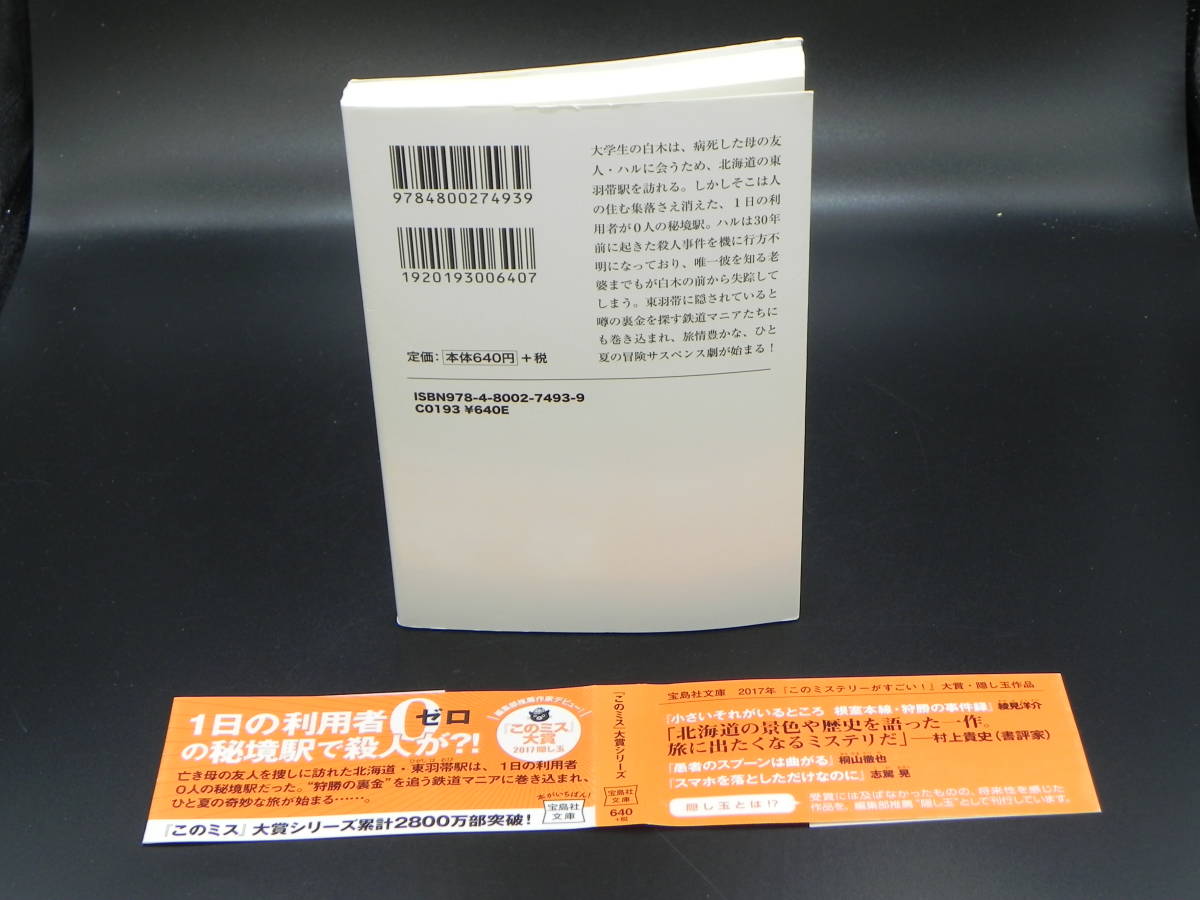 9784800274939
1920193006407
定価：本体640円＋税
大学生の白木は、病死した母の友
人・ハルに会うため、北海道の東
羽帯駅を訪れる。しかしそこは人
の住む集落さえ消えた、1日の利
用者が0人の秘境駅。ハルは30年
前に起きた殺人事件を機に行方不
明になっており、唯一彼を知る老
婆までもが白木の前から失踪して
しまう。東羽帯に隠されていると
噂の裏金を探す鉄道マニアたちに
も巻き込まれ、旅情豊かな、ひと
夏の冒険サスペンス劇が始まる！
ISBN978-4-8002-7493-9
C0193 ¥640E
1日の利用者0ゼロ
の秘境駅で殺人が?!
編集部推薦作家デビュー！
『このミス』
大賞
2017隠し玉
亡き母の友人を捜しに訪れた北海道・東羽帯駅は、1日の利用者
0人の秘境駅だった。“狩勝の裏金”を追う鉄道マニアに巻き込まれ、
ひと夏の奇妙な旅が始まる……。
『このミス』大賞シリーズ累計2800万部突破！
文がいちばん！
宝島社
文庫
『このミス』大賞シリーズ
宝島社
文庫
640
+税
宝島社文庫 2017年『このミステリーがすごい！』大賞・隠し玉作品
『小さいそれがいるところ 根室本線・狩勝の事件録』綾見洋介
「北海道の景色や歴史を語った一作。
旅に出たくなるミステリだ」――村上貴史（書評家）
『愚者のスプーンは曲がる』桐山徹也
『スマホを落としただけなのに』志駕 晃
隠し玉とは!?
受賞には及ばなかったものの、将来性を感じた
作品を、編集部推薦“隠し玉”として刊行しています。